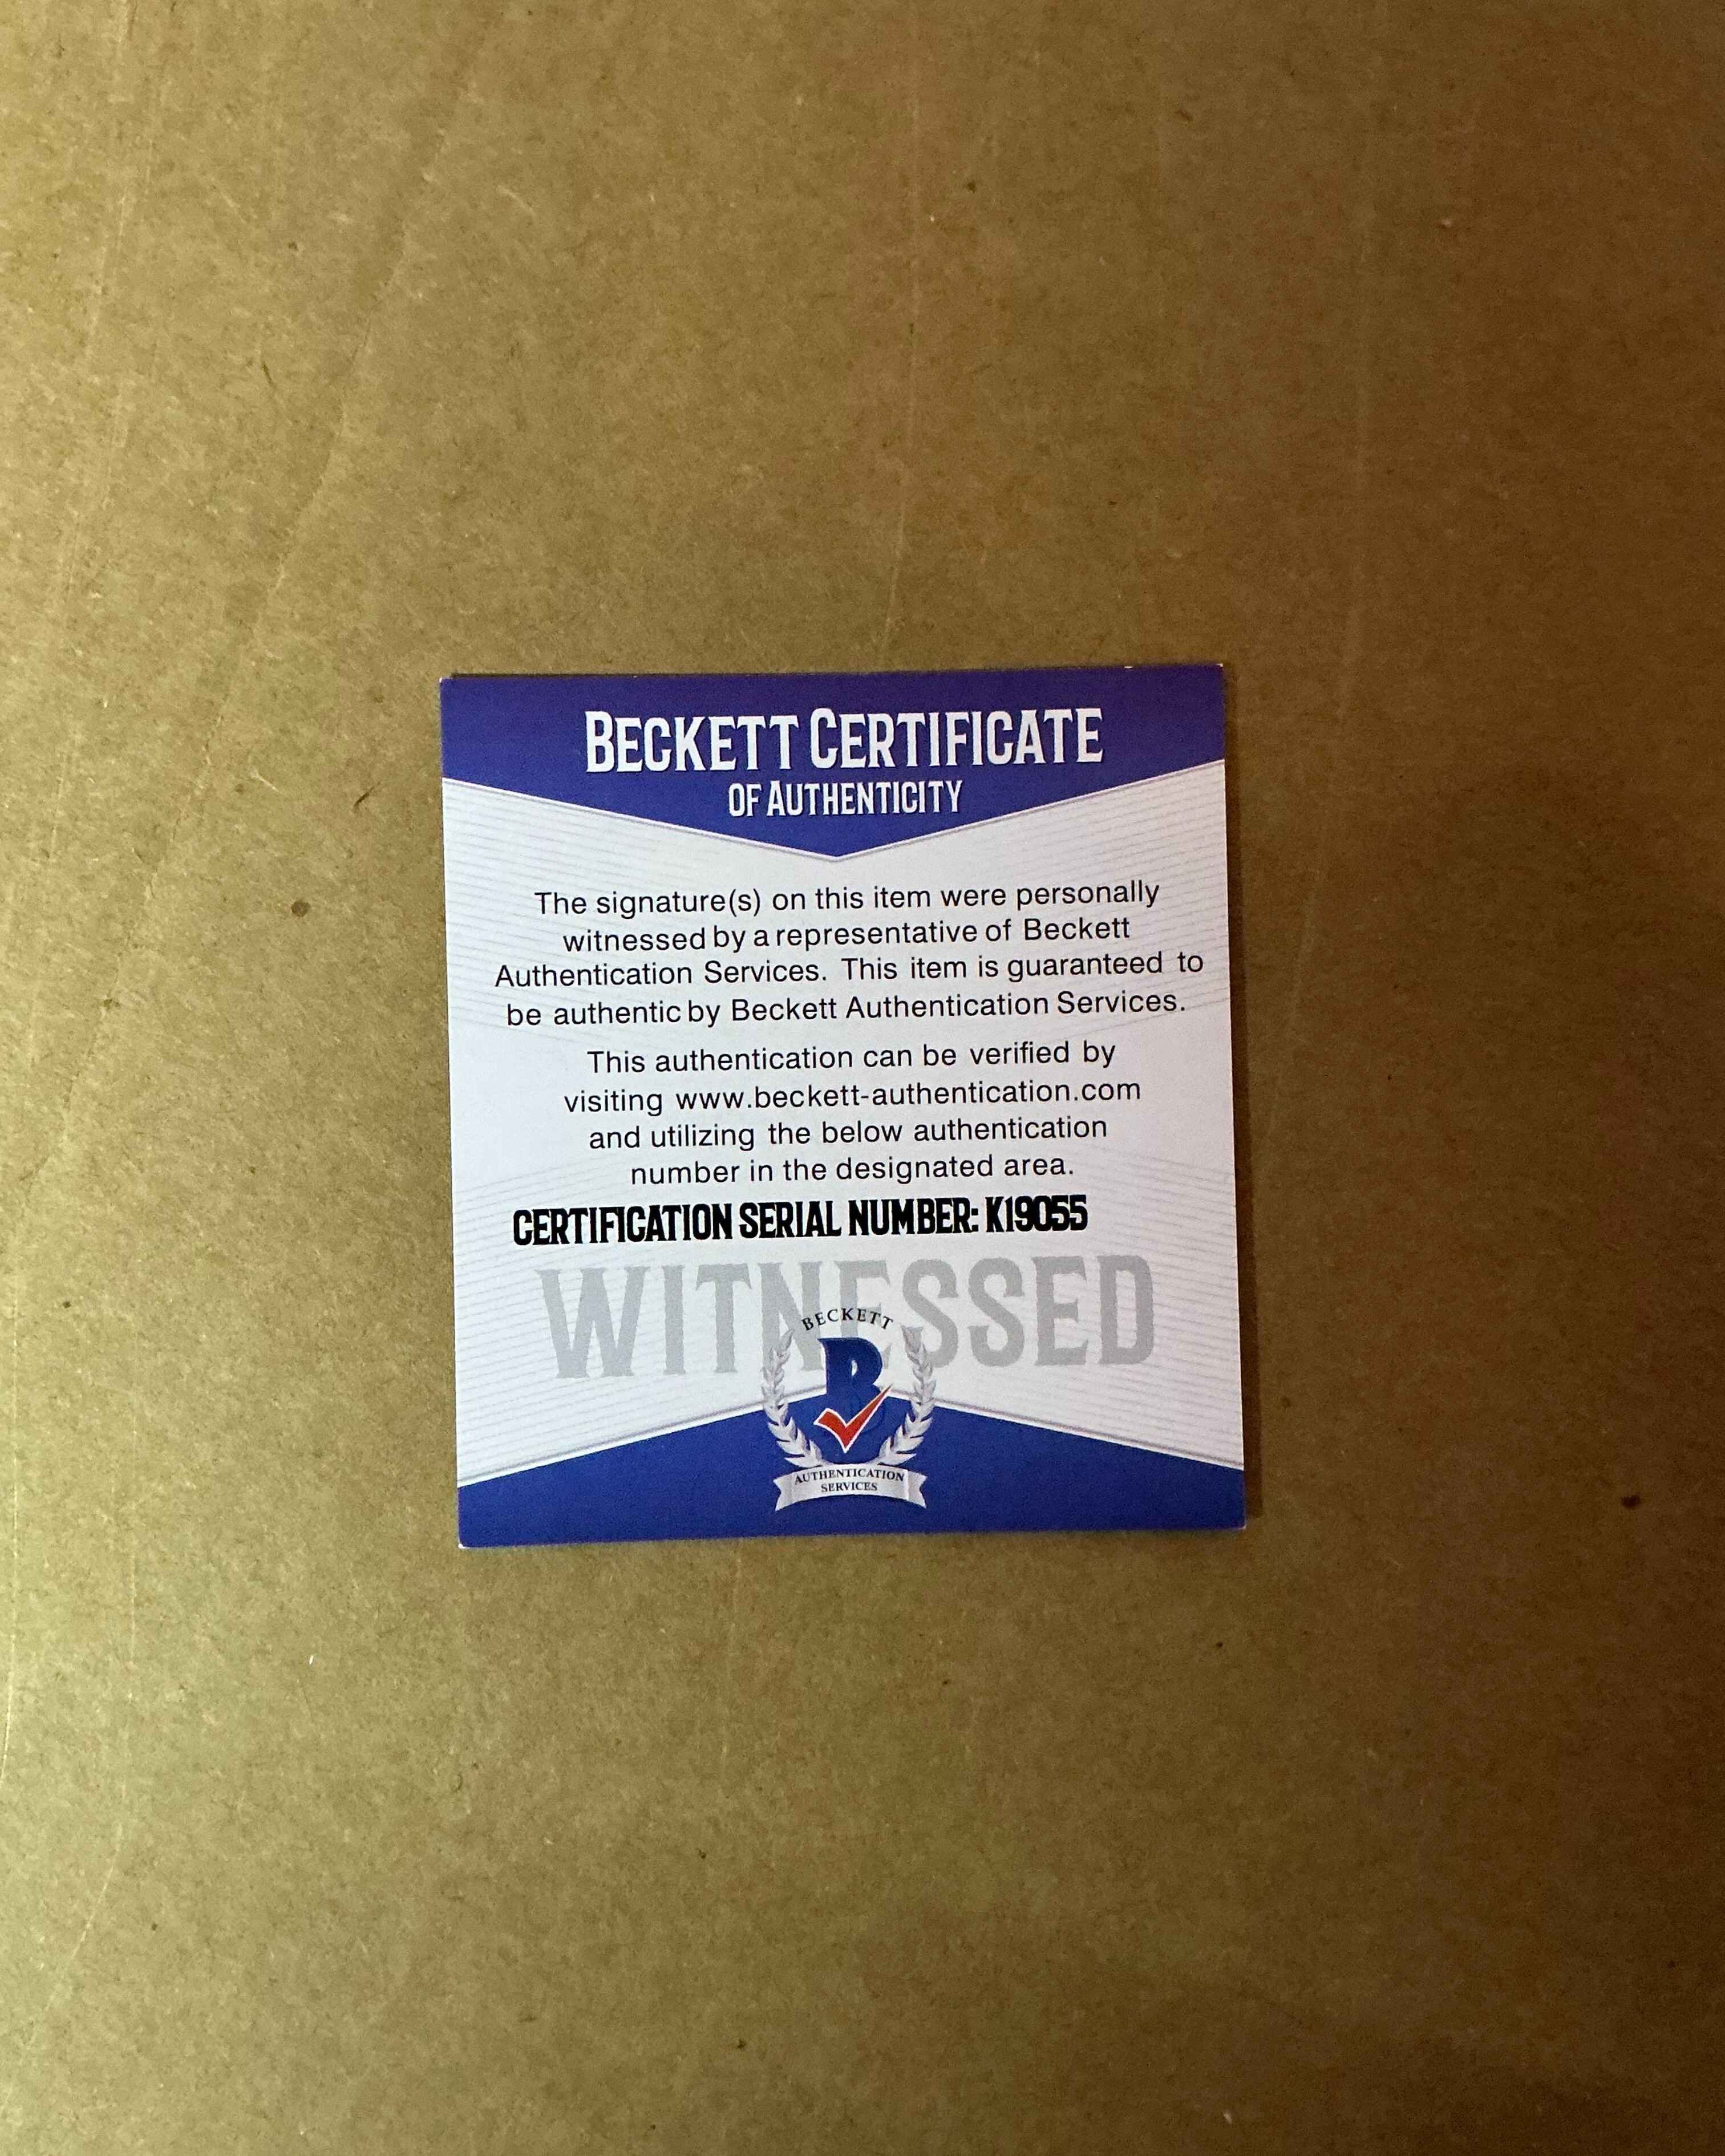 BECKETT CERTIFICATE
OF AUTHENTICITY
The signature(s) on this item were personally
witnessed by a representative of Beckett
Authentication Services. This item is guaranteed to
be authentic by Beckett Authentication Services.
This authentication can be verified by
visiting www.beckett-authentication.com
and utilizing the below authentication
number in the designated area.
CERTIFICATION SERIAL NUMBER: K19055
WITNESSED
BECKETT
B
AUTHENTICATION
SERVICES